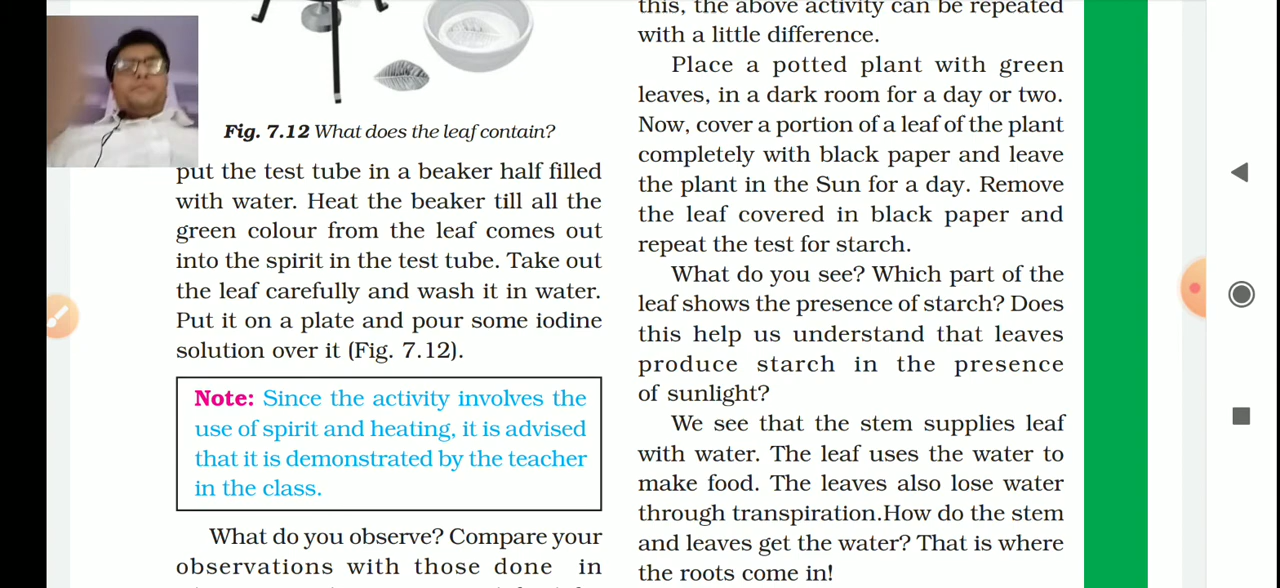 Fig. 7.12 What does the leaf contain?
put the test tube in a beaker half filled
with water. Heat the beaker till all the
green colour from the leaf comes out
into the spirit in the test tube. Take out
the leaf carefully and wash it in water.
Put it on a plate and pour some iodine
solution over it (Fig. 7.12).
Note: Since the activity involves the
use of spirit and heating, it is advised
that it is demonstrated by the teacher
in the class.
What do you observe? Compare your
observations with those done in
this, the above activity can be repeated
with a little difference.
Place a potted plant with green
leaves, in a dark room for a day or two.
Now, cover a portion of a leaf of the plant
completely with black paper and leave
the plant in the Sun for a day. Remove
the leaf covered in black paper and
repeat the test for starch.
What do you see? Which part of the
leaf shows the presence of starch? Does
this help us understand that leaves
produce starch in the presence
of sunlight?
We see that the stem supplies leaf
with water. The leaf uses the water to
make food. The leaves also lose water
through transpiration.How do the stem
and leaves get the water? That is where
the roots come in!